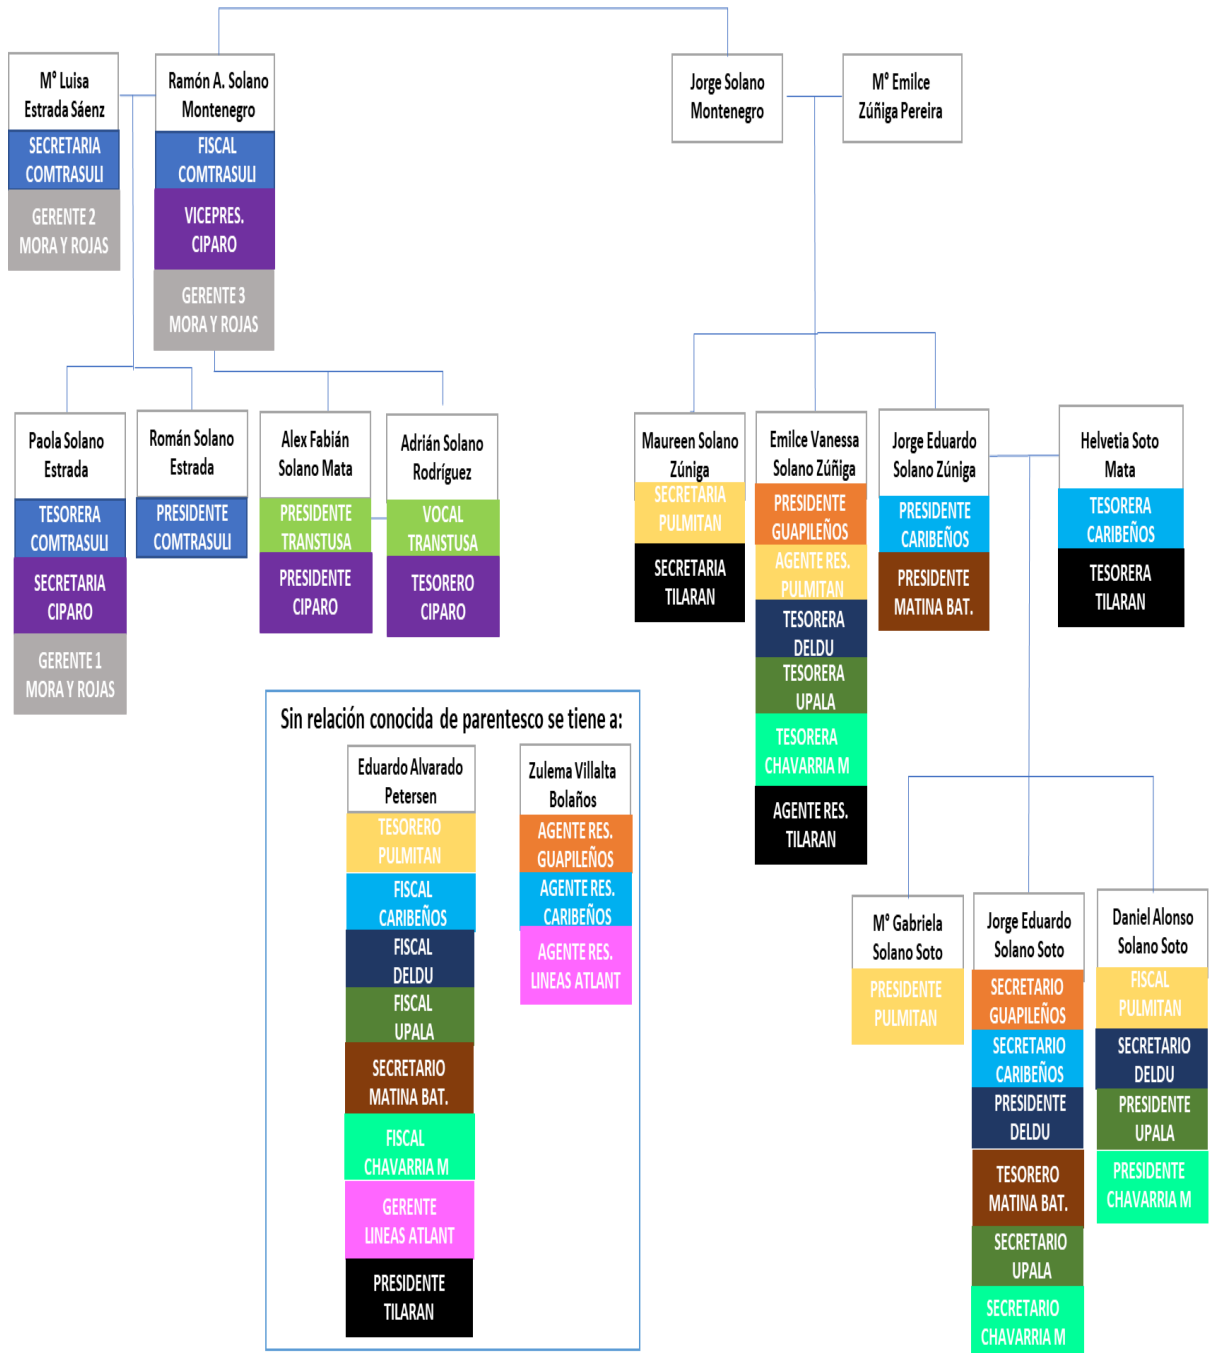 Mº Luisa
Estrada Sáenz
SECRETARIA
COMTRASULI
GERENTE 2
MORA Y ROJAS
Ramón A. Solano
Montenegro
FISCAL
COMTRASULI
VICEPRES.
CIPARO
GERENTE 3
MORA Y ROJAS
Jorge Solano
Montenegro
Mº Emilce
Zúñiga Pereira
Paola Solano
Estrada
TESORERA
COMTRASULI
SECRETARIA
CIPARO
GERENTE 1
MORA Y ROJAS
Román Solano
Estrada
PRESIDENTE
COMTRASULI
Alex Fabián
Solano Mata
PRESIDENTE
TRANSTUSA
PRESIDENTE
CIPARO
Adrián Solano
Rodríguez
VOCAL
TRANSTUSA
TESORERO
CIPARO
Maureen Solano
Zúniga
SECRETARIA
PULMITAN
SECRETARIA
TILARAN
Emilce Vanessa
Solano Zúñiga
PRESIDENTE
GUAPILEÑOS
AGENTE RES.
PULMITAN
TESORERA
DELDU
TESORERA
UPALA
TESORERA
CHAVARRIA M
AGENTE RES.
TILARAN
Jorge Eduardo
Solano Zúniga
PRESIDENTE
CARIBEÑOS
PRESIDENTE
MATINA BAT.
Helvetia Soto
Mata
TESORERA
CARIBEÑOS
TESORERA
TILARAN
Sin relación conocida de parentesco se tiene a:
Eduardo Alvarado
Petersen
TESORERO
PULMITAN
FISCAL
CARIBEÑOS
FISCAL
DELDU
FISCAL
UPALA
SECRETARIO
MATINA BAT.
FISCAL
CHAVARRIA M
GERENTE
LINEAS ATLANT
PRESIDENTE
TILARAN
Zulema Villalta
Bolaños
AGENTE RES.
GUAPILEÑOS
AGENTE RES.
CARIBEÑOS
AGENTE RES.
LINEAS ATLANT
Mº Gabriela
Solano Soto
PRESIDENTE
PULMITAN
Jorge Eduardo
Solano Soto
SECRETARIO
GUAPILEÑOS
SECRETARIO
CARIBEÑOS
PRESIDENTE
DELDU
TESORERO
MATINA BAT.
SECRETARIO
UPALA
SECRETARIO
CHAVARRIA M
Daniel Alonso
Solano Soto
FISCAL
PULMITAN
SECRETARIO
DELDU
PRESIDENTE
UPALA
PRESIDENTE
CHAVARRIA M